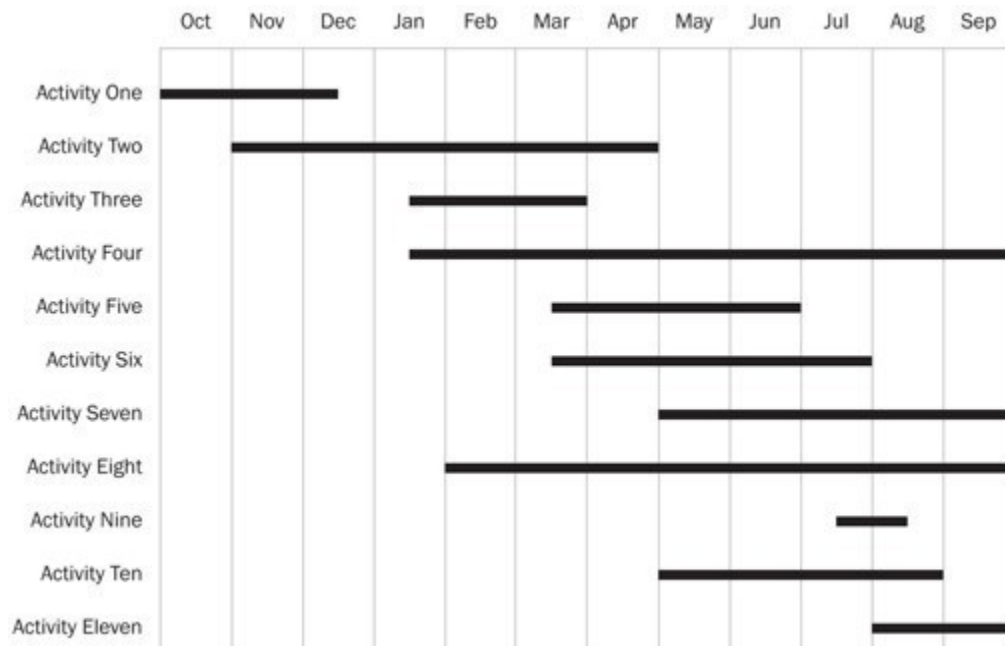 Oct Nov Dec Jan Feb Mar Apr May Jun Jul Aug Sep
Activity One
Activity Two
Activity Three
Activity Four
Activity Five
Activity Six
Activity Seven
Activity Eight
Activity Nine
Activity Ten
Activity Eleven